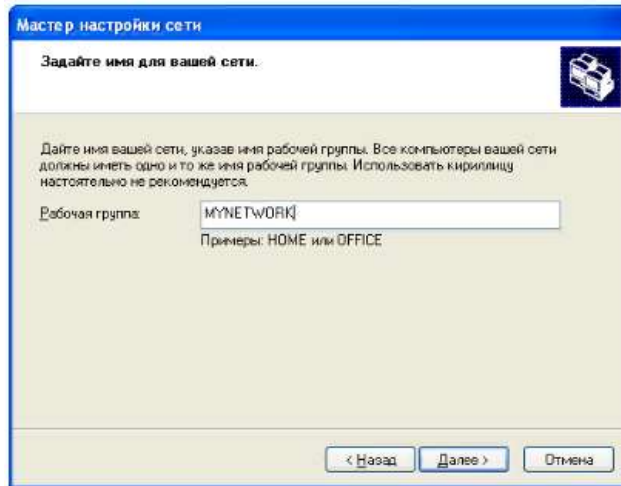 Мастер настройки сети
Задайте имя для вашей сети.
Дайте имя вашей сети, указав имя рабочей группы. Все компьютеры вашей сети
должны иметь одно и то же имя рабочей группы. Использовать кириллицу
настоятельно не рекомендуется.
Рабочая группа: MYNETWORK
Примеры: HOME или OFFICE
< Назад Далее > Отмена